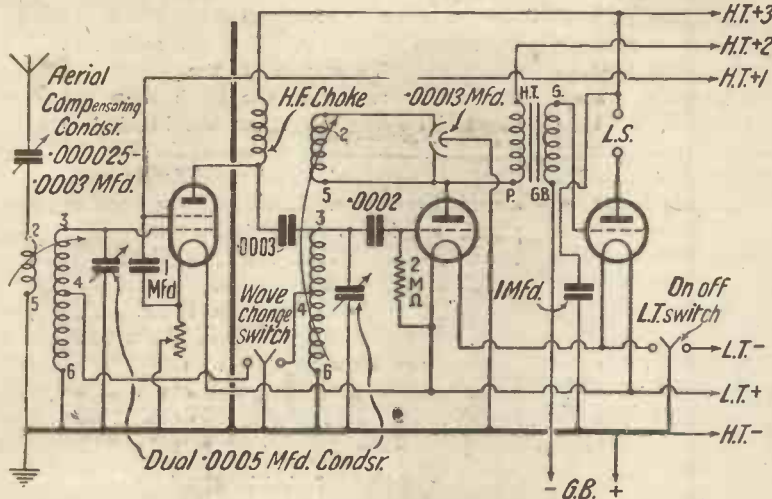 H.T.+3
H.T.+2
H.T.+1
Aerial
Compensating
Condsr.
.000025-
.0003 Mfd.
H.F. Choke
.00013 Mfd.
H.T.
G.
L.S.
2
5
P.
G.B.
2
3
5
4
6
1
Mfd.
.0003
.0002
3
4
6
2
M
Ω
Wave
change
switch
1Mfd.
On off
L.T. switch
L.T.-
L.T.+
H.T.-
Dual .0005 Mfd. Condsr.
- G.B. +